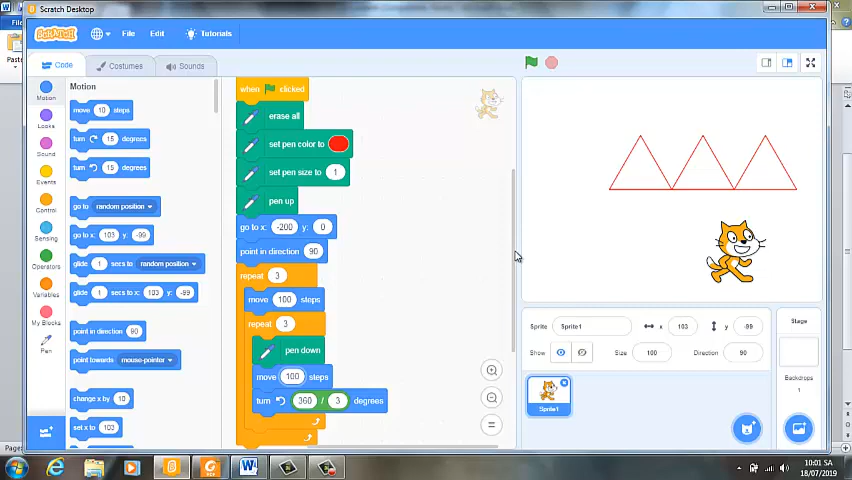 Scratch Desktop
SCRATCH
File
Edit
Tutorials
Code
Costumes
Sounds
Motion
Looks
Sound
Events
Control
Sensing
Operators
Variables
My Blocks
Pen
Motion
move 10 steps
turn 15 degrees
turn 15 degrees
go to random position
go to x: 103 y: -99
glide 1 secs to random position
glide 1 secs to x: 103 y: -99
point in direction 90
point towards mouse-pointer
change x by 10
set x to 103
when clicked
erase all
set pen color to
set pen size to 1
pen up
go to x: -200 y: 0
point in direction 90
repeat 3
move 100 steps
repeat 3
pen down
move 100 steps
turn 360 / 3 degrees
Sprite Sprite1 x 103 y -99
Show Size 100 Direction 90
Sprite1
Stage
Backdrops
1
10:01 SA
18/07/2019